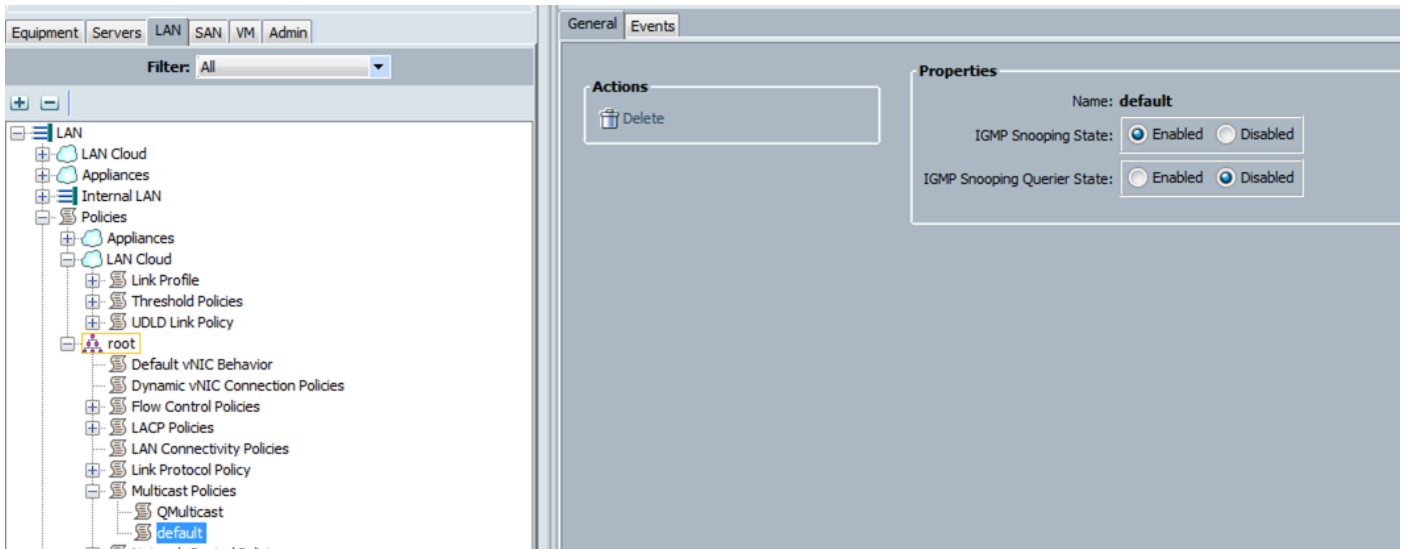 Equipment Servers LAN SAN VM Admin
Filter: All
LAN
LAN Cloud
Appliances
Internal LAN
Policies
Appliances
LAN Cloud
Link Profile
Threshold Policies
UDLD Link Policy
root
Default vNIC Behavior
Dynamic vNIC Connection Policies
Flow Control Policies
LACP Policies
LAN Connectivity Policies
Link Protocol Policy
Multicast Policies
QMulticast
default
General Events
Actions
Delete
Properties
Name: default
IGMP Snooping State: Enabled Disabled
IGMP Snooping Querier State: Enabled Disabled